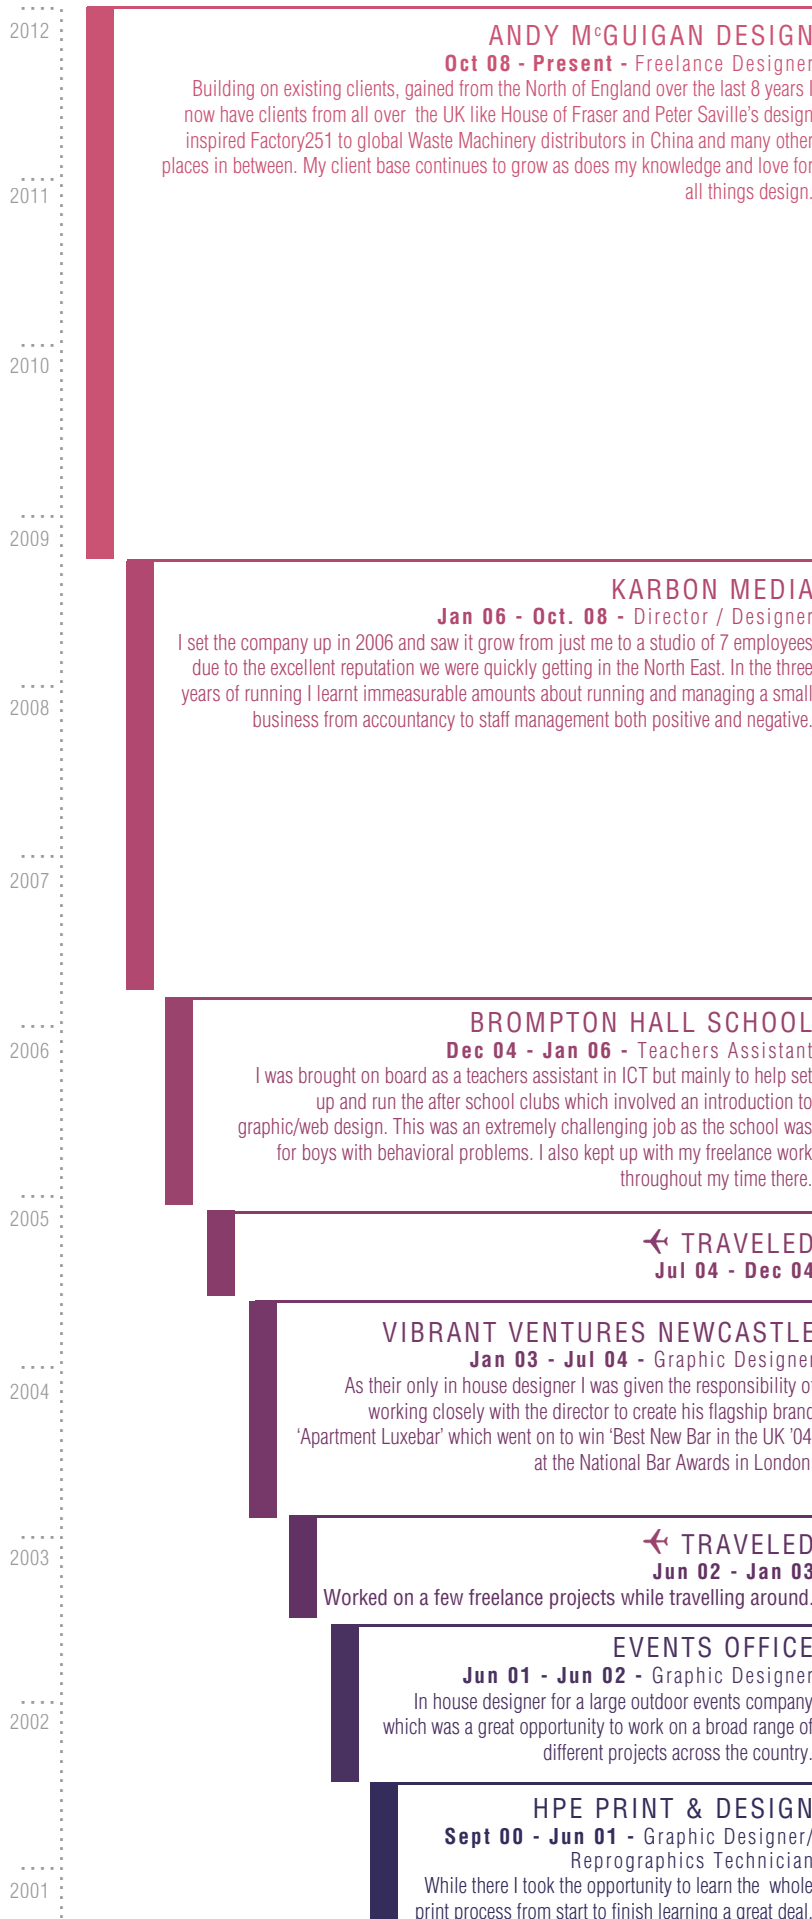 2012
ANDY McGUIGAN DESIGN
Oct 08 - Present - Freelance Designer
Building on existing clients, gained from the North of England over the last 8 years I
now have clients from all over the UK like House of Fraser and Peter Saville's design
inspired Factory251 to global Waste Machinery distributors in China and many other
places in between. My client base continues to grow as does my knowledge and love for
all things design.
2011
2010
2009
KARBON MEDIA
Jan 06 - Oct. 08 - Director / Designer
I set the company up in 2006 and saw it grow from just me to a studio of 7 employees
due to the excellent reputation we were quickly getting in the North East. In the three
years of running I learnt immeasurable amounts about running and managing a small
business from accountancy to staff management both positive and negative.
2008
2007
BROMPTON HALL SCHOOL
2006
Dec 04 - Jan 06 - Teachers Assistant
I was brought on board as a teachers assistant in ICT but mainly to help set
up and run the after school clubs which involved an introduction to
graphic/web design. This was an extremely challenging job as the school was
for boys with behavioral problems. I also kept up with my freelance work
throughout my time there.
2005
TRAVELED
Jul 04 - Dec 04
VIBRANT VENTURES NEWCASTLE
Jan 03 - Jul 04 - Graphic Designer
As their only in house designer I was given the responsibility of
2004
working closely with the director to create his flagship brand
‘Apartment Luxebar’ which went on to win ‘Best New Bar in the UK ’04
at the National Bar Awards in London
TRAVELED
2003
Jun 02 - Jan 03
Worked on a few freelance projects while travelling around.
EVENTS OFFICE
Jun 01 - Jun 02 - Graphic Designer
In house designer for a large outdoor events company
2002
which was a great opportunity to work on a broad range of
different projects across the country.
HPE PRINT & DESIGN
Sept 00 - Jun 01 - Graphic Designer/
Reprographics Technician
2001
While there I took the opportunity to learn the whole
print process from start to finish learning a great deal.